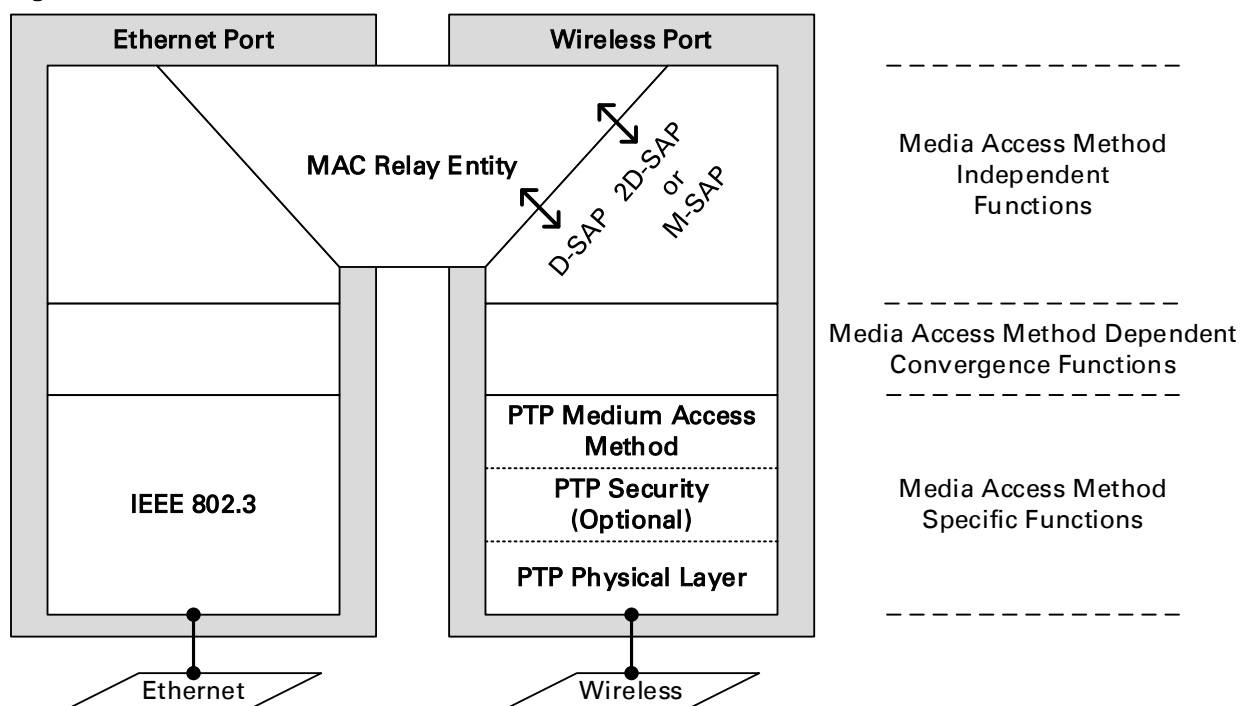 Ethernet Port
Wireless Port
MAC Relay Entity
D-SAP
2D-SAP
or
M-SAP
Media Access Method
Independent
Functions
Media Access Method Dependent
Convergence Functions
IEEE 802.3
PTP Medium Access
Method
PTP Security
(Optional)
PTP Physical Layer
Media Access Method
Specific Functions
Ethernet
Wireless